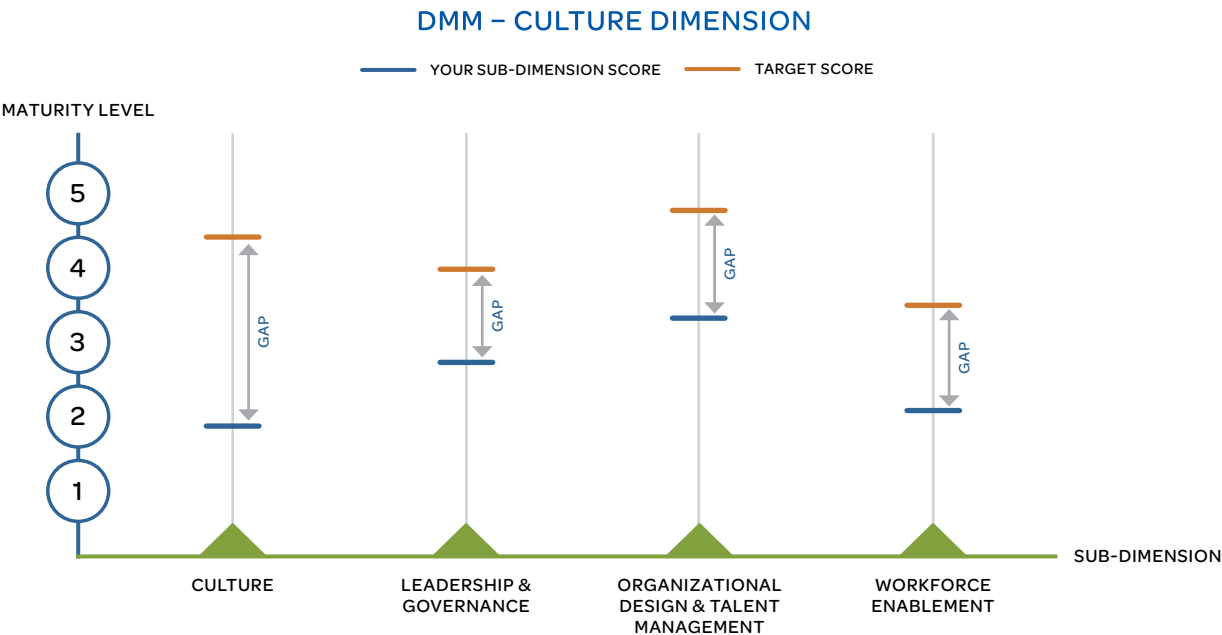 DMM – CULTURE DIMENSION
YOUR SUB-DIMENSION SCORE
TARGET SCORE
MATURITY LEVEL
5
4
3
2
1
GAP
GAP
GAP
GAP
SUB-DIMENSION
CULTURE
LEADERSHIP &
GOVERNANCE
ORGANIZATIONAL
DESIGN & TALENT
MANAGEMENT
WORKFORCE
ENABLEMENT